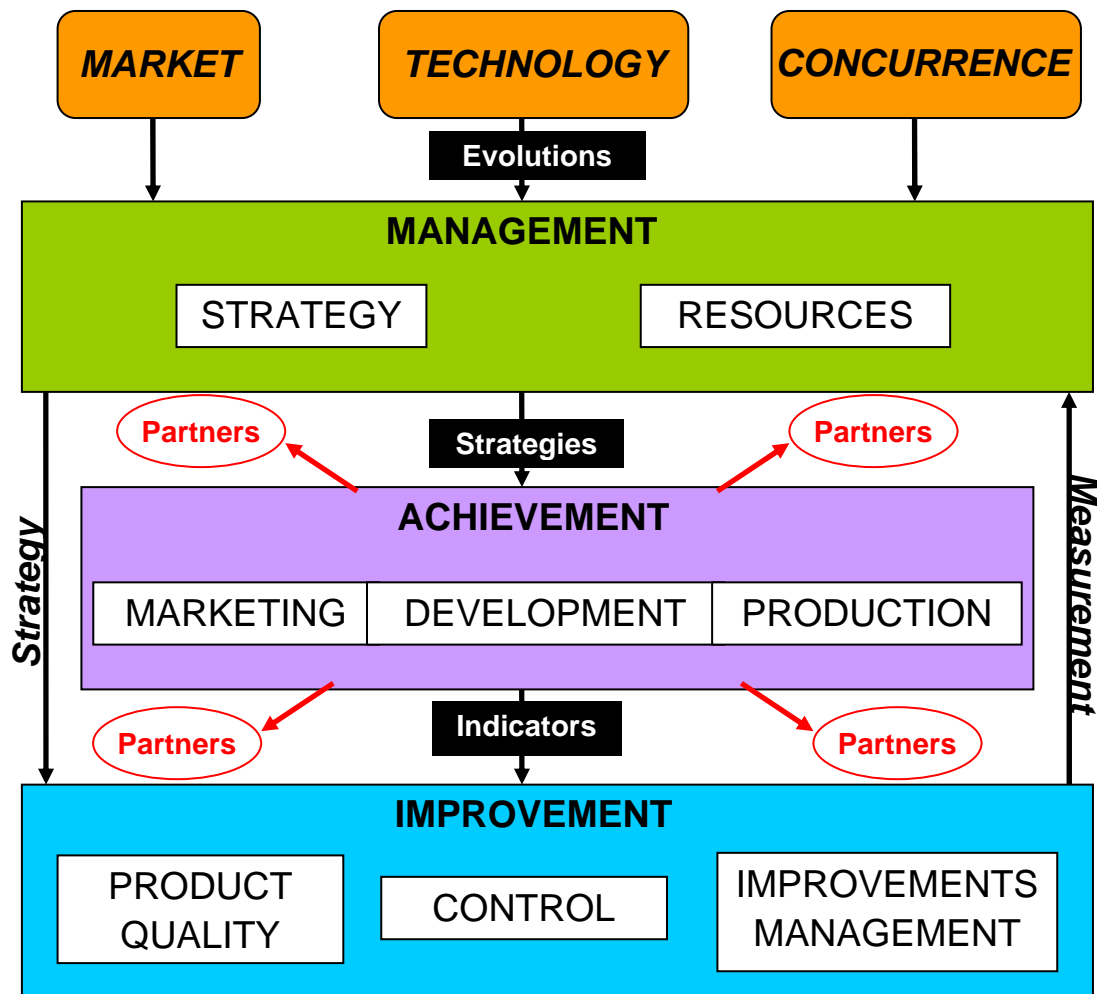 MARKET
TECHNOLOGY
CONCURRENCE
Evolutions
MANAGEMENT
STRATEGY
RESOURCES
Partners
Strategies
Partners
Strategy
Measurement
ACHIEVEMENT
MARKETING
DEVELOPMENT
PRODUCTION
Partners
Indicators
Partners
IMPROVEMENT
PRODUCT
QUALITY
CONTROL
IMPROVEMENTS
MANAGEMENT